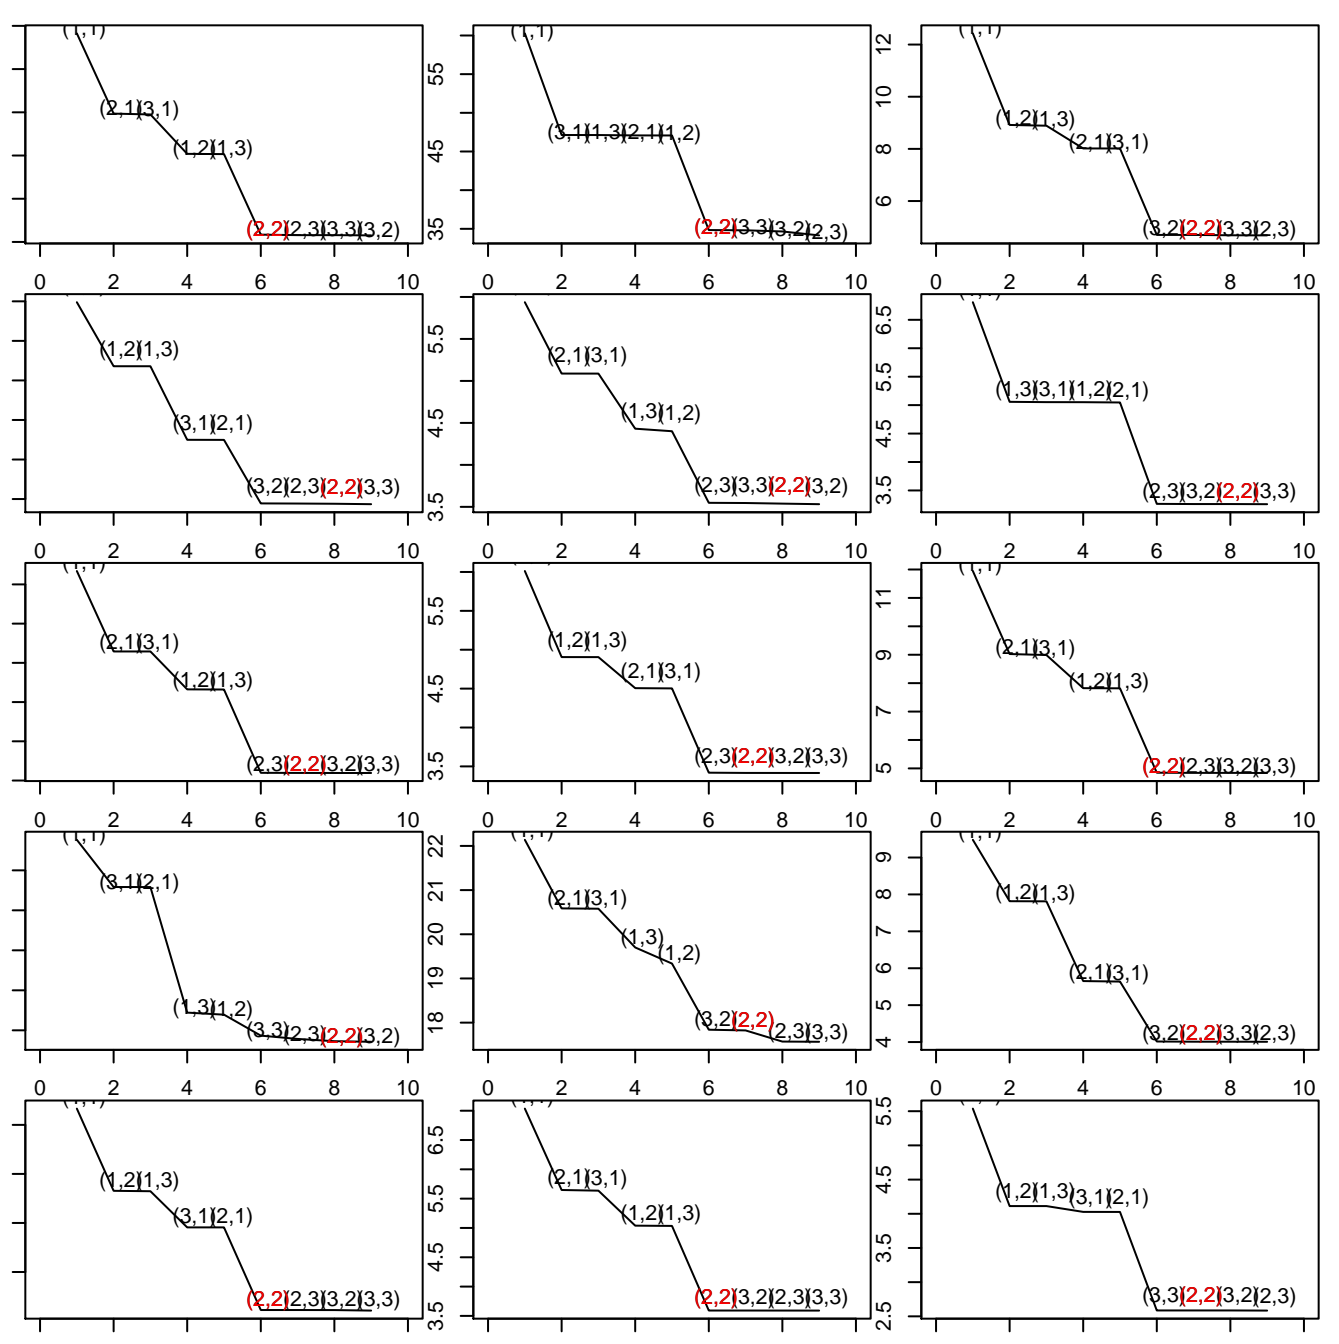 (1,1)
(2,1) (3,1)
(1,2) (1,3)
(2,2) (2,3) (3,3) (3,2)
0 2 4 6 8 10
35 45 55
(1,1)
(3,1) (1,3) (2,1) (1,2)
(2,2) (3,3) (3,2) (2,3)
0 2 4 6 8 10
6 8 10 12
(1,1)
(1,2) (1,3)
(2,1) (3,1)
(3,2) (2,2) (3,3) (2,3)
0 2 4 6 8 10
(1,2) (1,3)
(3,1) (2,1)
(3,2) (2,3) (2,2) (3,3)
0 2 4 6 8 10
3.5 4.5 5.5
(2,1) (3,1)
(1,3) (1,2)
(2,3) (3,3) (2,2) (3,2)
0 2 4 6 8 10
3.5 4.5 5.5 6.5
(1,3) (3,1) (1,2) (2,1)
(2,3) (3,2) (2,2) (3,3)
0 2 4 6 8 10
(1,1)
(2,1) (3,1)
(1,2) (1,3)
(2,3) (2,2) (3,2) (3,3)
0 2 4 6 8 10
3.5 4.5 5.5
(1,2) (1,3)
(2,1) (3,1)
(2,3) (2,2) (3,2) (3,3)
0 2 4 6 8 10
5 7 9 11
(1,1)
(2,1) (3,1)
(1,2) (1,3)
(2,2) (2,3) (3,2) (3,3)
0 2 4 6 8 10
(1,1)
(3,1) (2,1)
(1,3) (1,2)
(3,3) (2,3) (2,2) (3,2)
0 2 4 6 8 10
18 19 20 21 22
(1,1)
(2,1) (3,1)
(1,3)
(1,2)
(3,2) (2,2)
(2,3) (3,3)
0 2 4 6 8 10
4 5 6 7 8 9
(1,1)
(1,2) (1,3)
(2,1) (3,1)
(3,2) (2,2) (3,3) (2,3)
0 2 4 6 8 10
(1,2) (1,3)
(3,1) (2,1)
(2,2) (2,3) (3,2) (3,3)
3.5 4.5 5.5 6.5
(2,1) (3,1)
(1,2) (1,3)
(2,2) (3,2) (2,3) (3,3)
2.5 3.5 4.5 5.5
(1,2) (1,3) (3,1) (2,1)
(3,3) (2,2) (3,2) (2,3)